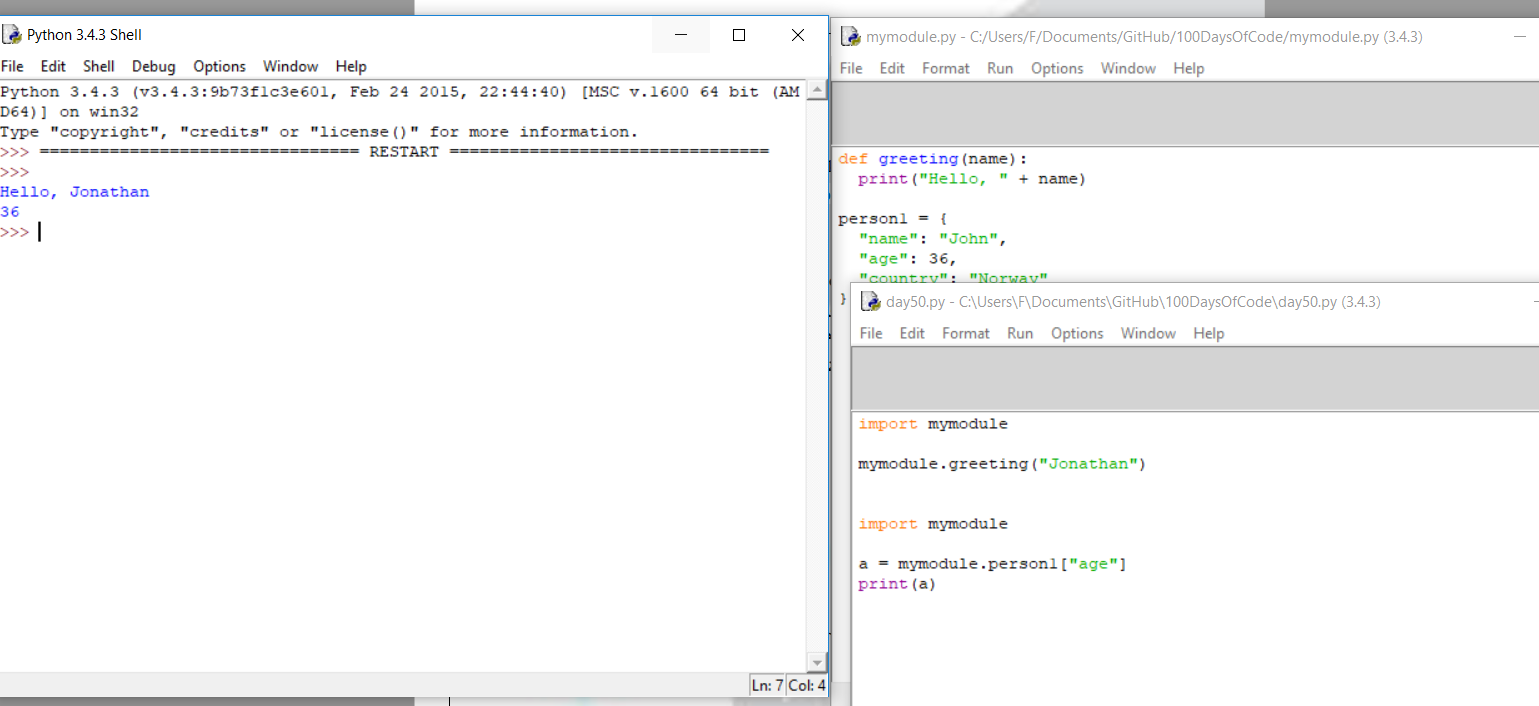 Python 3.4.3 Shell
File Edit Shell Debug Options Window Help
Python 3.4.3 (v3.4.3:9b73f1c3e601, Feb 24 2015, 22:44:40) [MSC v.1600 64 bit (AM
D64)] on win32
Type "copyright", "credits" or "license()" for more information.
>>> ================================ RESTART ================================
>>>
Hello, Jonathan
36
>>>
Ln: 7 Col: 4
mymodule.py - C:/Users/F/Documents/GitHub/100DaysOfCode/mymodule.py (3.4.3)
File Edit Format Run Options Window Help
def greeting(name):
  print("Hello, " + name)
person1 = {
  "name": "John",
  "age": 36,
  "country": "Norway"
}
day50.py - C:\Users\F\Documents\GitHub\100DaysOfCode\day50.py (3.4.3)
File Edit Format Run Options Window Help
import mymodule
mymodule.greeting("Jonathan")
import mymodule
a = mymodule.person1["age"]
print(a)